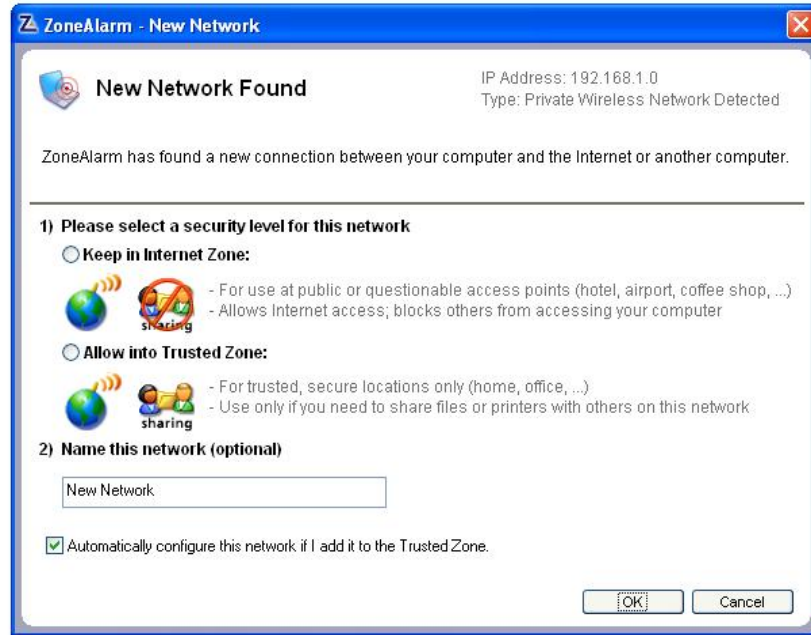 ZoneAlarm - New Network
New Network Found
IP Address: 192.168.1.0
Type: Private Wireless Network Detected
ZoneAlarm has found a new connection between your computer and the Internet or another computer.
1) Please select a security level for this network
Keep in Internet Zone:
- For use at public or questionable access points (hotel, airport, coffee shop, ...)
- Allows Internet access; blocks others from accessing your computer
sharing
Allow into Trusted Zone:
- For trusted, secure locations only (home, office, ...)
- Use only if you need to share files or printers with others on this network
sharing
2) Name this network (optional)
New Network
Automatically configure this network if I add it to the Trusted Zone.
OK
Cancel